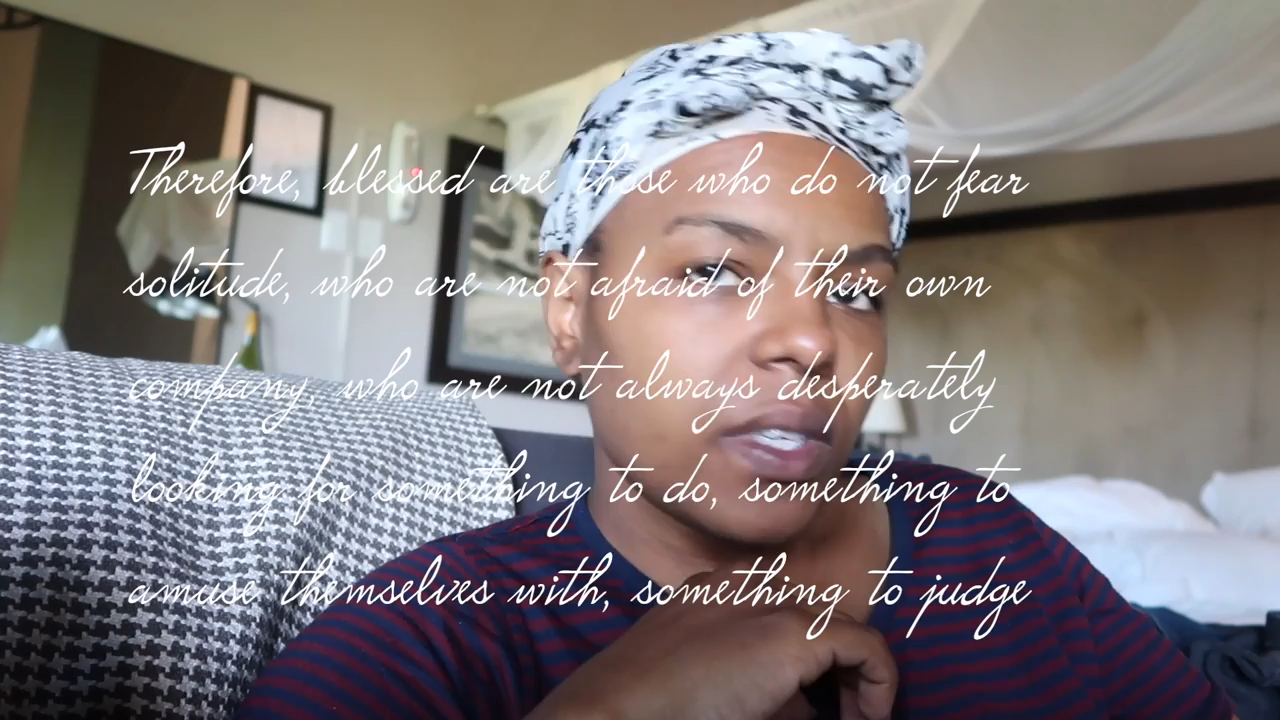 Therefore, blessed are those who do not fear
solitude, who are not afraid of their own
company, who are not always desperately
looking for something to do, something to
amuse themselves with, something to judge